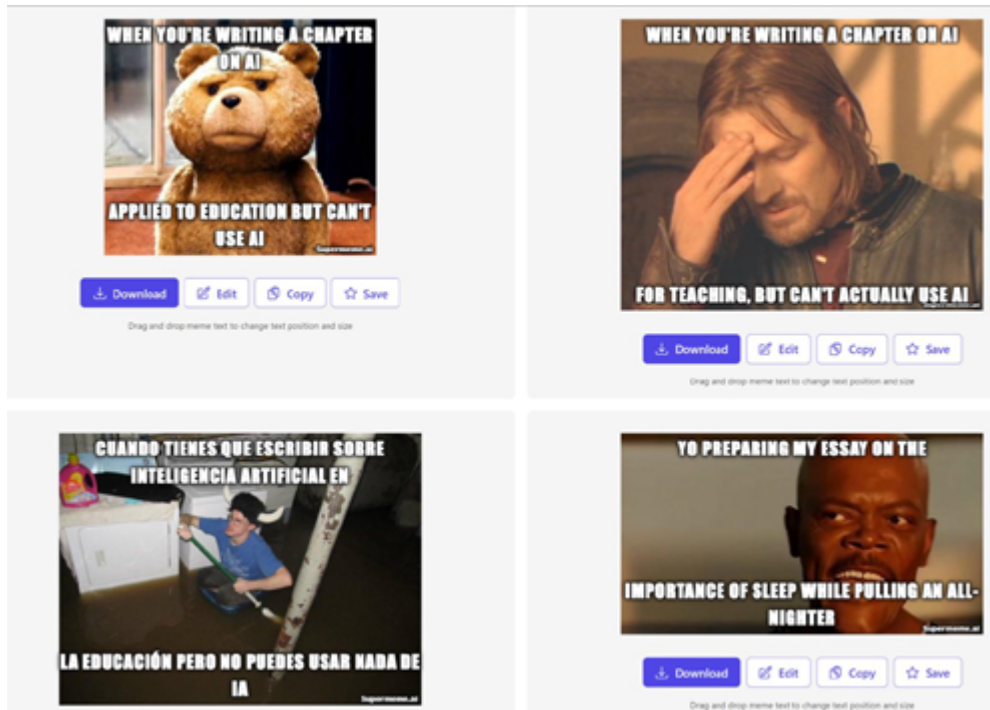 WHEN YOU'RE WRITING A CHAPTER
ON AI
APPLIED TO EDUCATION BUT CAN'T
USE AI
Supermeme.ai
Download Edit Copy Save
Drag and drop meme text to change text position and size
WHEN YOU'RE WRITING A CHAPTER ON AI
FOR TEACHING, BUT CAN'T ACTUALLY USE AI
Supermeme.ai
Download Edit Copy Save
Drag and drop meme text to change text position and size
CUANDO TIENES QUE ESCRIBIR SOBRE
INTELIGENCIA ARTIFICIAL EN
LA EDUCACIÓN PERO NO PUEDES USAR NADA DE
IA
Supermeme.ai
YO PREPARING MY ESSAY ON THE
IMPORTANCE OF SLEEP WHILE PULLING AN ALL-
NIGHTER
Supermeme.ai
Download Edit Copy Save
Drag and drop meme text to change text position and size